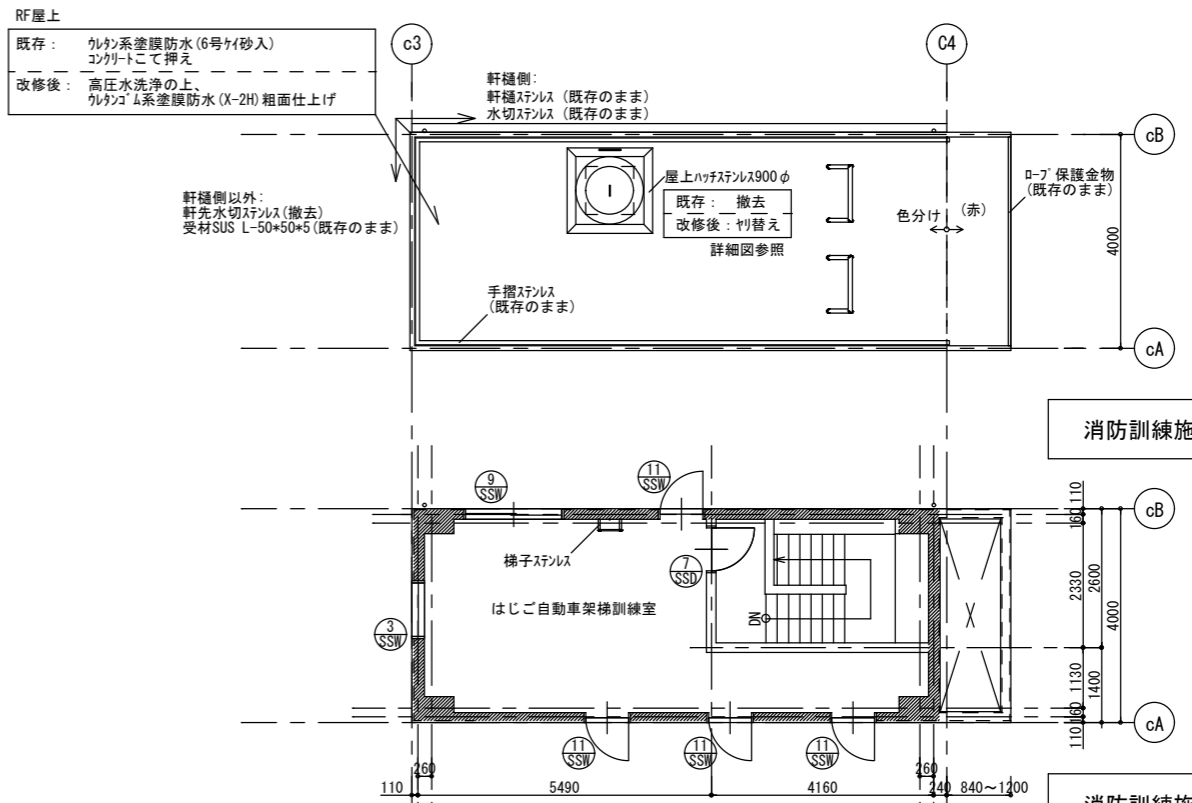 RF屋上
既存： ウレタン系塗膜防水(6号ケイ砂入)
コンクリートこて押え
改修後： 高圧水洗浄の上、
ウレタンゴム系塗膜防水(X-2H)粗面仕上げ
c3
C4
軒樋側：
軒樋ステンレス(既存のまま)
水切ステンレス(既存のまま)
cB
屋上ハッチステンレス900φ
既存： 撤去
改修後：ヤリ替え
詳細図参照
ロープ保護金物
(既存のまま)
色分け
(赤)
軒樋側以外：
軒先水切ステンレス(撤去)
受材SUS L-50*50*5(既存のまま)
手摺ステンレス
(既存のまま)
4000
cA
消防訓練施
9
SSW
11
SSW
cB
梯子ステンレス
7
SSD
はじご自動車架梯訓練室
DN
3
SSW
110
160
2330
2600
4000
1130
1400
160
110
cA
11
SSW
11
SSW
11
SSW
260
260
110
5490
4160
240
840～1200
消防訓練施